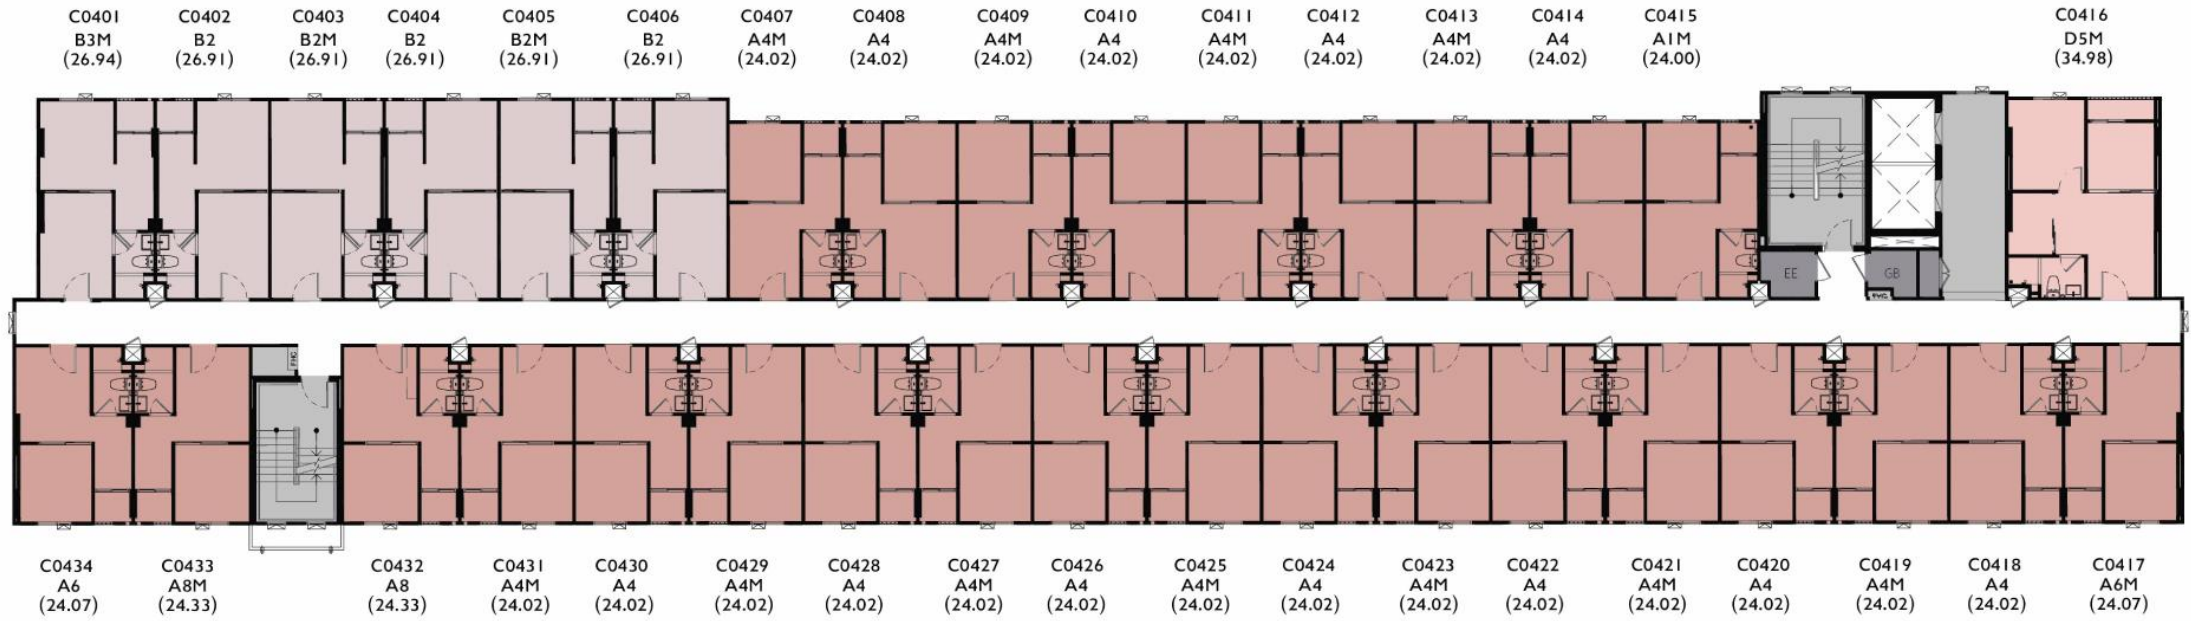 C0401 C0402 C0403 C0404 C0405 C0406 C0407 C0408 C0409 C0410 C0411 C0412 C0413 C0414 C0415 C0416
B3M B2 B2M B2 B2M B2 A4M A4 A4M A4 A4M A4 A4M A4 A1M D5M
(26.94) (26.91) (26.91) (26.91) (26.91) (26.91) (24.02) (24.02) (24.02) (24.02) (24.02) (24.02) (24.02) (24.02) (24.00) (34.98)
EE GB
FHC
FHC
C0434 C0433 C0432 C0431 C0430 C0429 C0428 C0427 C0426 C0425 C0424 C0423 C0422 C0421 C0420 C0419 C0418 C0417
A6 A8M A8 A4M A4 A4M A4 A4M A4 A4M A4 A4M A4 A4M A4 A4M A4 A6M
(24.07) (24.33) (24.33) (24.02) (24.02) (24.02) (24.02) (24.02) (24.02) (24.02) (24.02) (24.02) (24.02) (24.02) (24.02) (24.02) (24.02) (24.07)